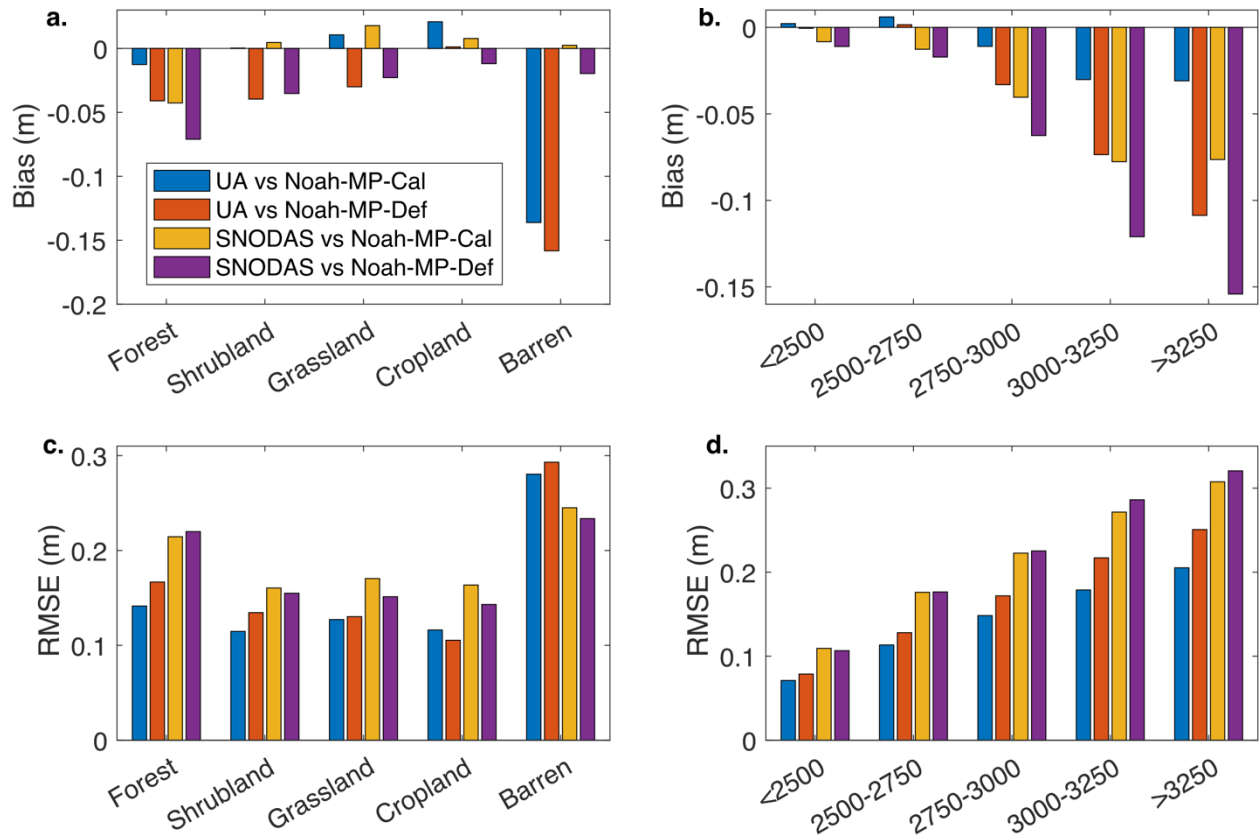 a.
0
-0.05
-0.1
-0.15
-0.2
Bias (m)
UA vs Noah-MP-Cal
UA vs Noah-MP-Def
SNODAS vs Noah-MP-Cal
SNODAS vs Noah-MP-Def
Forest
Shrubland
Grassland
Cropland
Barren
b.
0
-0.05
-0.1
-0.15
Bias (m)
<2500
2500-2750
2750-3000
3000-3250
>3250
c.
0.3
0.2
0.1
0
RMSE (m)
Forest
Shrubland
Grassland
Cropland
Barren
d.
0.3
0.2
0.1
0
RMSE (m)
<2500
2500-2750
2750-3000
3000-3250
>3250